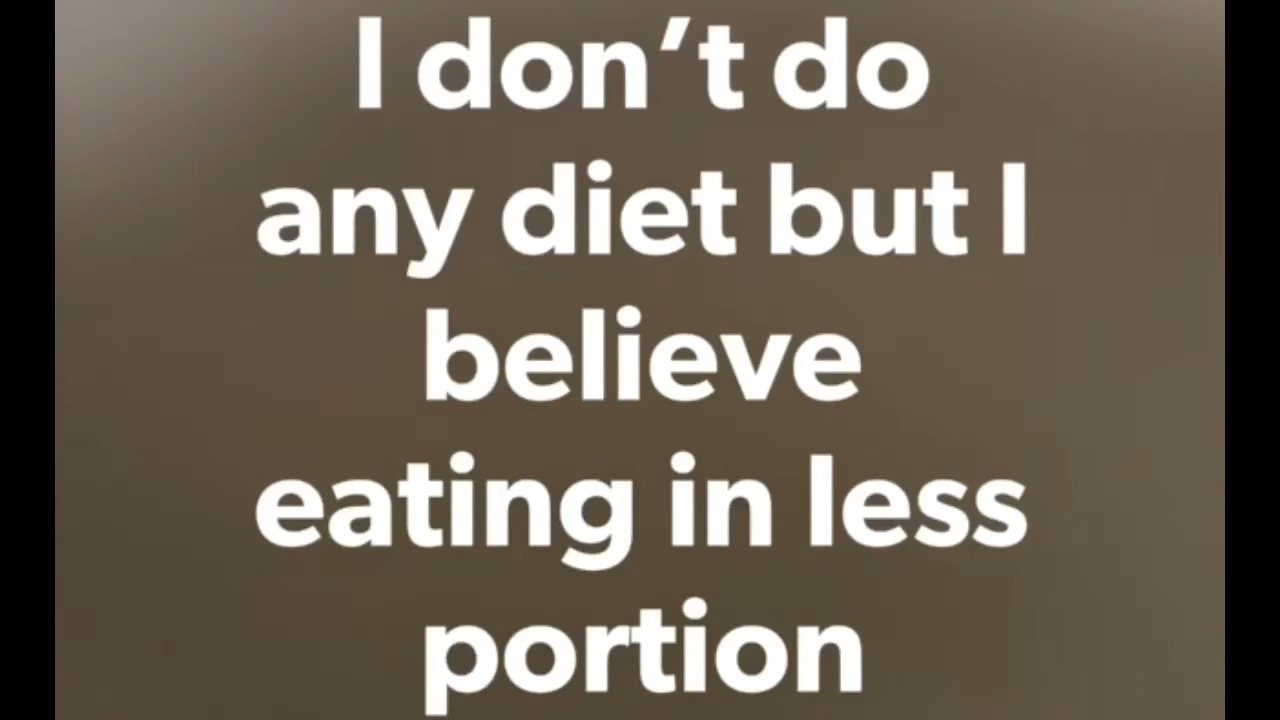 I don’t do
any diet but I
believe
eating in less
portion